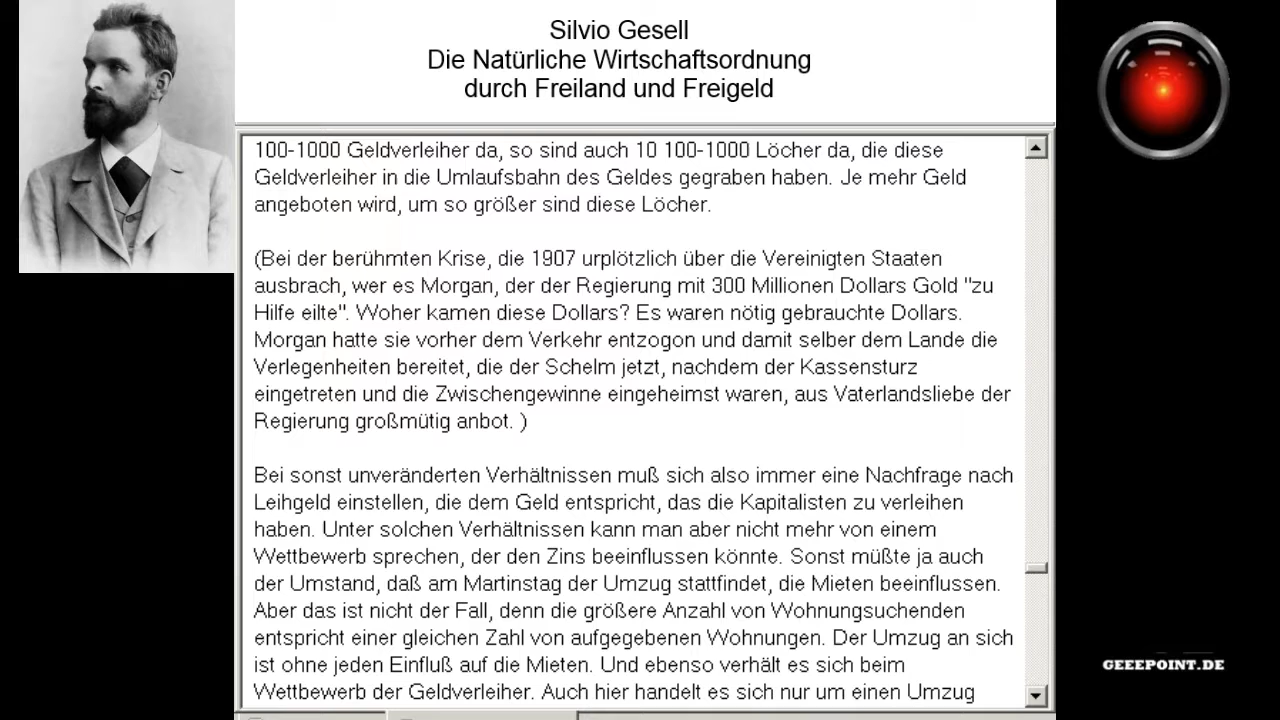 Silvio Gesell
Die Natürliche Wirtschaftsordnung
durch Freiland und Freigeld
100-1000 Geldverleiher da, so sind auch 10 100-1000 Löcher da, die diese
Geldverleiher in die Umlaufsbahn des Geldes gegraben haben. Je mehr Geld
angeboten wird, um so größer sind diese Löcher.
(Bei der berühmten Krise, die 1907 urplötzlich über die Vereinigten Staaten
ausbrach, wer es Morgan, der der Regierung mit 300 Millionen Dollars Gold "zu
Hilfe eilte". Woher kamen diese Dollars? Es waren nötig gebrauchte Dollars.
Morgan hatte sie vorher dem Verkehr entzogon und damit selber dem Lande die
Verlegenheiten bereitet, die der Schelm jetzt, nachdem der Kassensturz
eingetreten und die Zwischengewinne eingeheimst waren, aus Vaterlandsliebe der
Regierung großmütig anbot. )
Bei sonst unveränderten Verhältnissen muß sich also immer eine Nachfrage nach
Leihgeld einstellen, die dem Geld entspricht, das die Kapitalisten zu verleihen
haben. Unter solchen Verhältnissen kann man aber nicht mehr von einem
Wettbewerb sprechen, der den Zins beeinflussen könnte. Sonst müßte ja auch
der Umstand, daß am Martinstag der Umzug stattfindet, die Mieten beeinflussen.
Aber das ist nicht der Fall, denn die größere Anzahl von Wohnungsuchenden
entspricht einer gleichen Zahl von aufgegebenen Wohnungen. Der Umzug an sich
ist ohne jeden Einfluß auf die Mieten. Und ebenso verhält es sich beim
Wettbewerb der Geldverleiher. Auch hier handelt es sich nur um einen Umzug
GEEEPOINT.DE